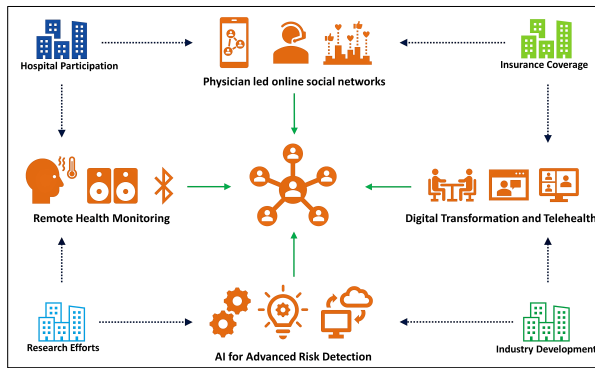 Hospital Participation
Physician led online social networks
Insurance Coverage
Remote Health Monitoring
Digital Transformation and Telehealth
Research Efforts
AI for Advanced Risk Detection
Industry Development